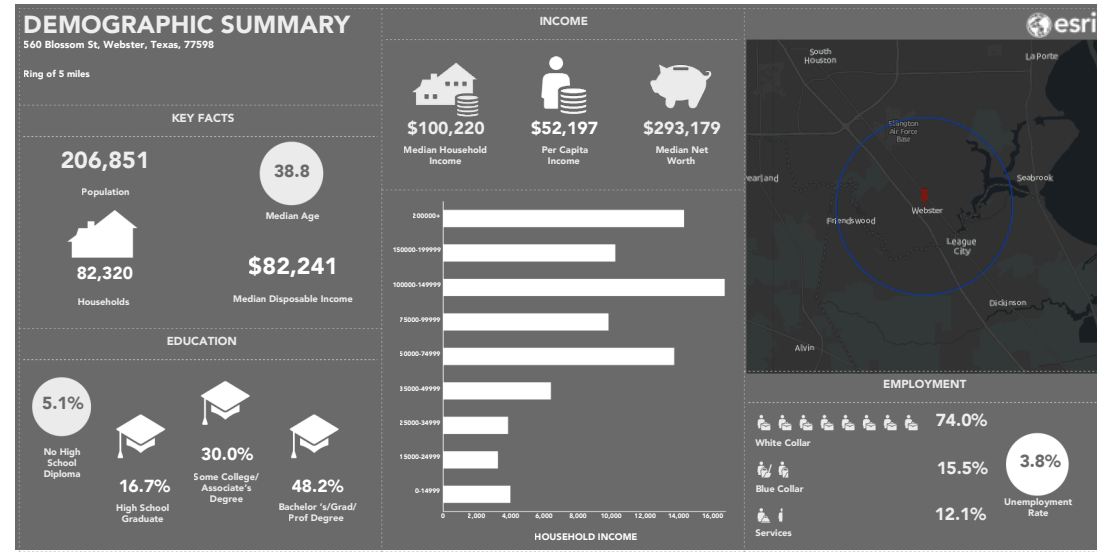 DEMOGRAPHIC SUMMARY
560 Blossom St, Webster, Texas, 77598
Ring of 5 miles
KEY FACTS
206,851
Population
38.8
Median Age
82,320
Households
$82,241
Median Disposable Income
EDUCATION
5.1%
No High
School
Diploma
16.7%
High School
Graduate
30.0%
Some College/
Associate's
Degree
48.2%
Bachelor 's/Grad/
Prof Degree
INCOME
$100,220
Median Household
Income
$52,197
Per Capita
Income
$293,179
Median Net
Worth
200000+
150000-199999
100000-149999
75000-99999
50000-74999
35000-49999
25000-34999
15000-24999
0-14999
0 2,000 4,000 6,000 8,000 10,000 12,000 14,000 16,000
HOUSEHOLD INCOME
esri
South
Houston
La Porte
Ellington
Air Force
Base
earland
Seabrook
Webster
Friendswood
League
City
Dickinson
Alvin
EMPLOYMENT
74.0%
White Collar
15.5%
Blue Collar
12.1%
Services
3.8%
Unemployment
Rate